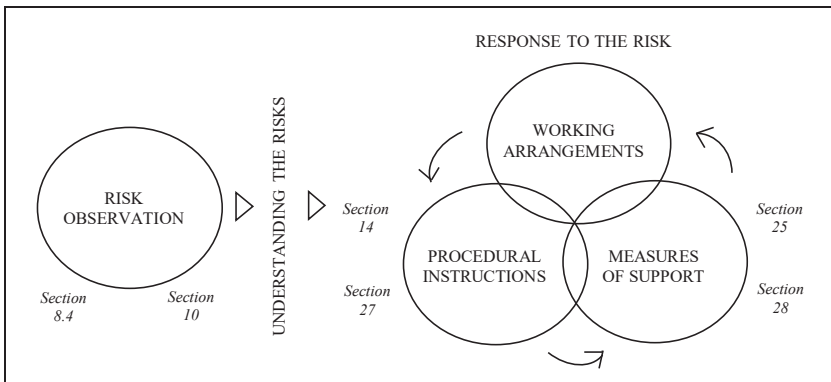 RESPONSE TO THE RISK
RISK
OBSERVATION
Section
8.4
Section
10
UNDERSTANDING THE RISKS
WORKING
ARRANGEMENTS
Section
14
PROCEDURAL
INSTRUCTIONS
Section
27
MEASURES
OF SUPPORT
Section
25
Section
28